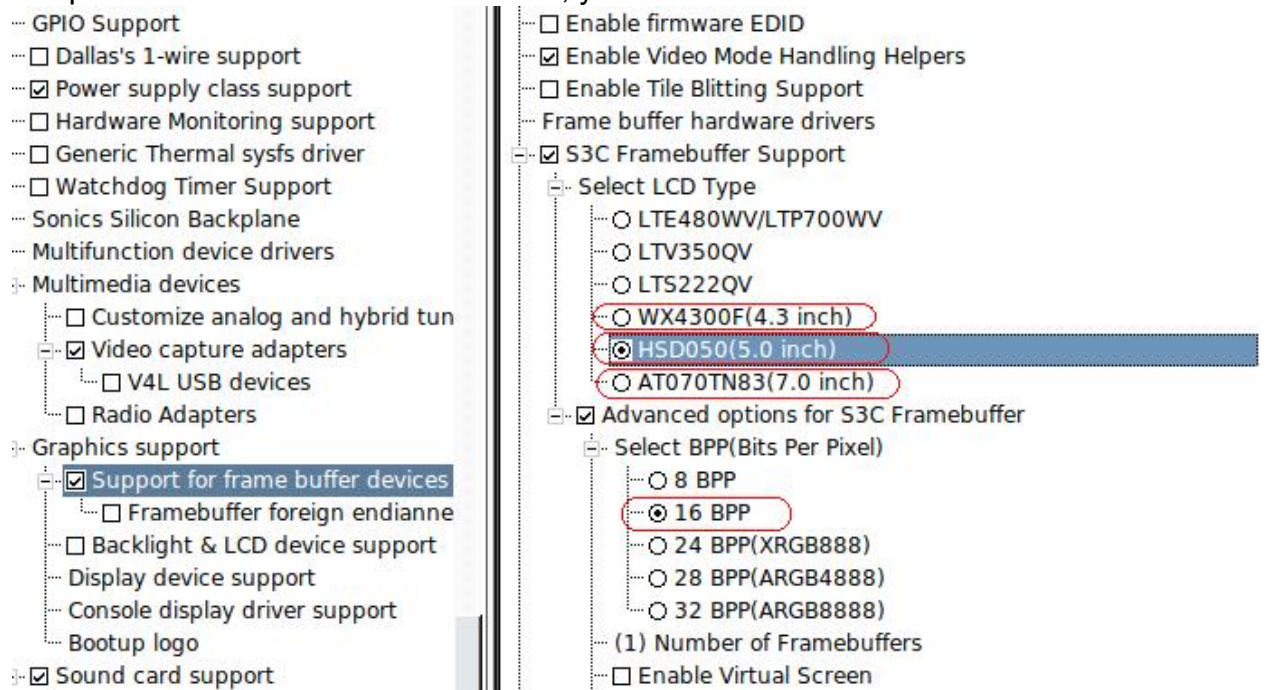 GPIO Support
Dallas's 1-wire support
Power supply class support
Hardware Monitoring support
Generic Thermal sysfs driver
Watchdog Timer Support
Sonics Silicon Backplane
Multifunction device drivers
Multimedia devices
Customize analog and hybrid tun
Video capture adapters
V4L USB devices
Radio Adapters
Graphics support
Support for frame buffer devices
Framebuffer foreign endianne
Backlight & LCD device support
Display device support
Console display driver support
Bootup logo
Sound card support
Enable firmware EDID
Enable Video Mode Handling Helpers
Enable Tile Blitting Support
Frame buffer hardware drivers
S3C Framebuffer Support
Select LCD Type
LTE480WV/LTP700WV
LTV350QV
LTS222QV
WX4300F(4.3 inch)
HSD050(5.0 inch)
AT070TN83(7.0 inch)
Advanced options for S3C Framebuffer
Select BPP(Bits Per Pixel)
8 BPP
16 BPP
24 BPP(XRGB888)
28 BPP(ARGB4888)
32 BPP(ARGB8888)
(1) Number of Framebuffers
Enable Virtual Screen